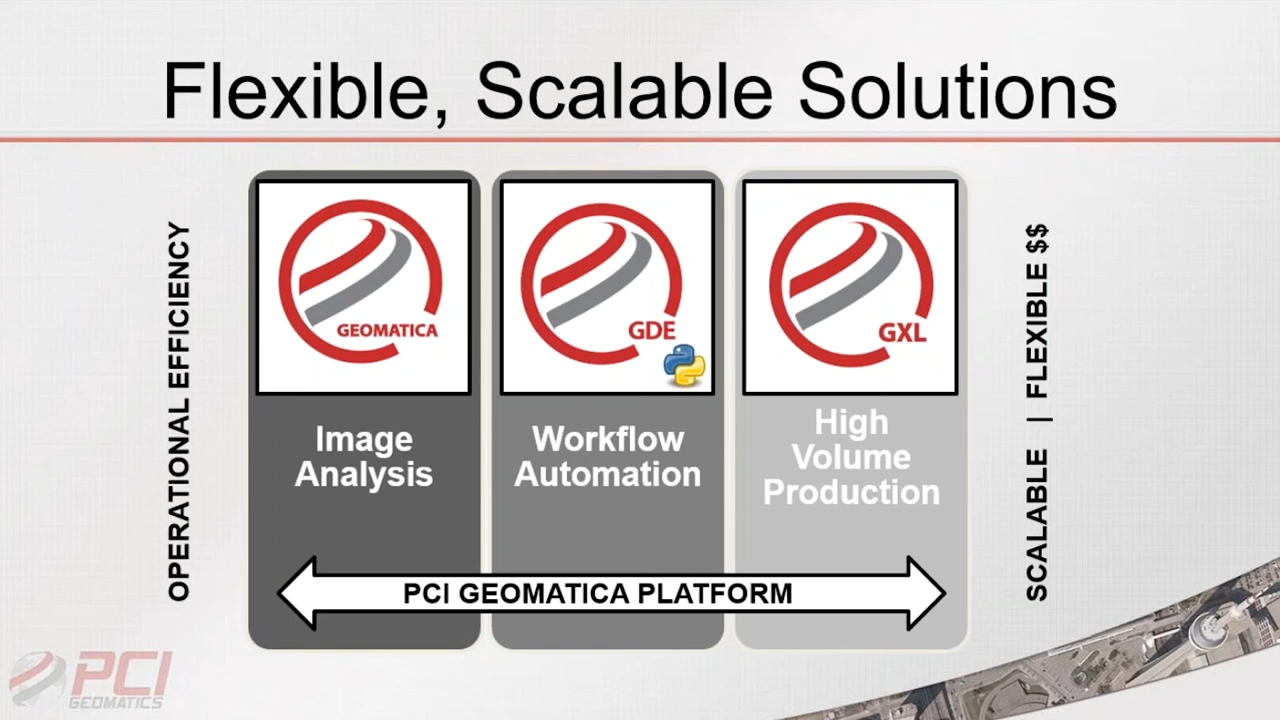 Flexible, Scalable Solutions
OPERATIONAL EFFICIENCY
GEOMATICA
Image
Analysis
GDE
Workflow
Automation
GXL
High
Volume
Production
PCI GEOMATICA PLATFORM
SCALABLE | FLEXIBLE $$
PCI
GEOMATICS